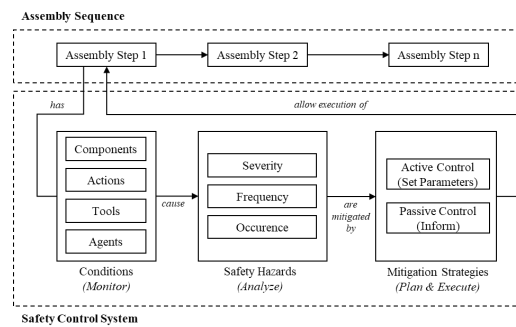 Assembly Sequence
Assembly Step 1
Assembly Step 2
Assembly Step n
has
allow execution of
Components
Actions
Tools
Agents
cause
Severity
Frequency
Occurence
are
mitigated
by
Active Control
(Set Parameters)
Passive Control
(Inform)
Conditions
(Monitor)
Safety Hazards
(Analyze)
Mitigation Strategies
(Plan & Execute)
Safety Control System